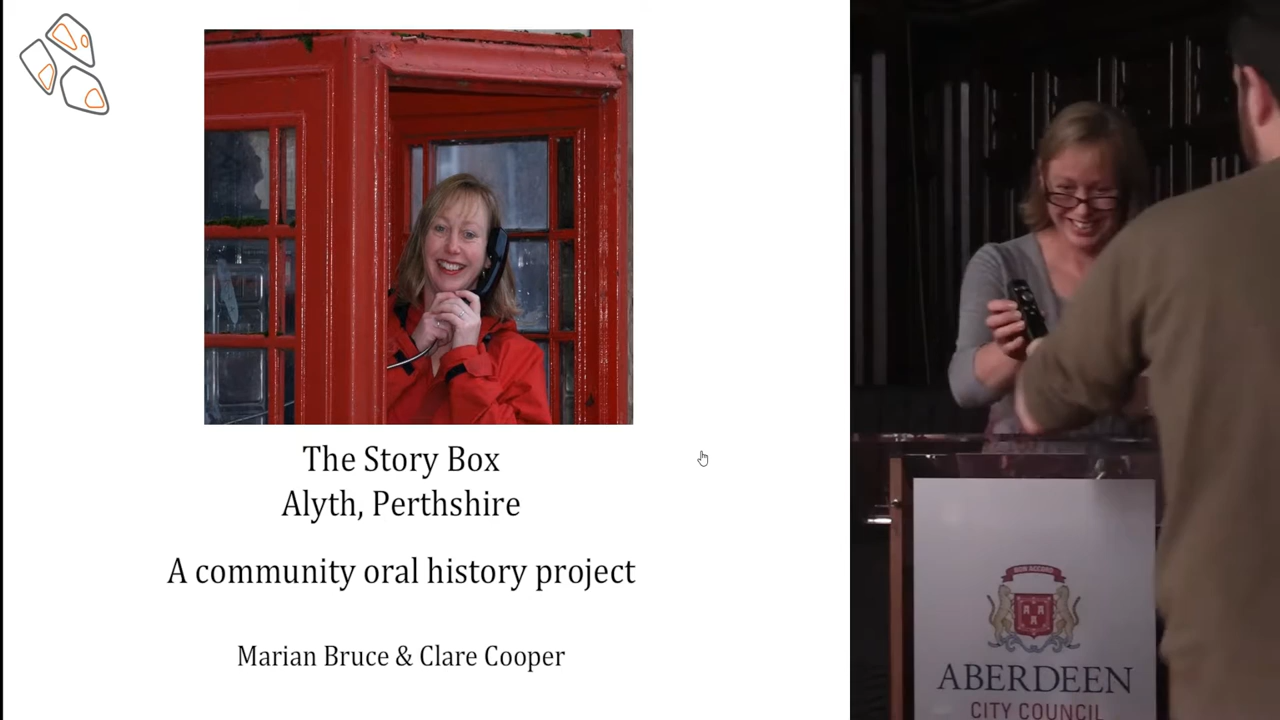 The Story Box
Alyth, Perthshire
A community oral history project
Marian Bruce & Clare Cooper
BON ACCORD
ABERDEEN
CITY COUNCIL